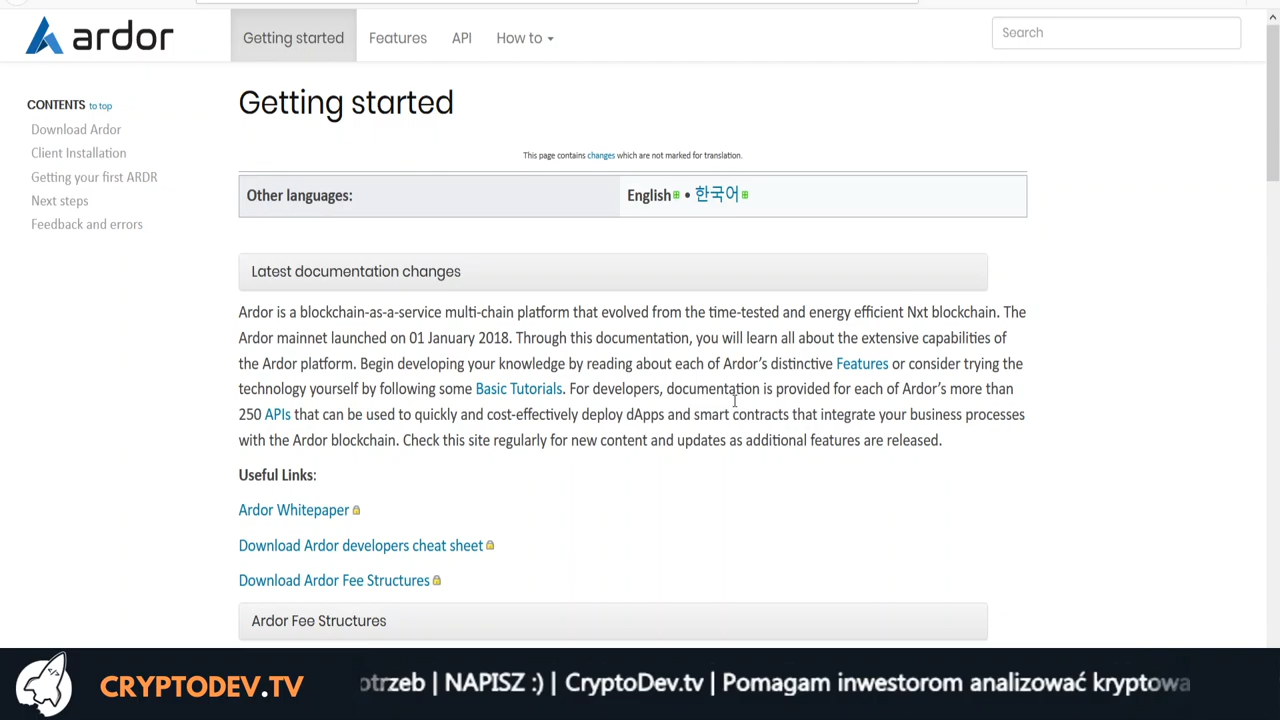 ardor
Getting started
Features
API
How to
Search
CONTENTS to top
Download Ardor
Client Installation
Getting your first ARDR
Next steps
Feedback and errors
Getting started
This page contains changes which are not marked for translation.
Other languages:
English • 한국어
Latest documentation changes
Ardor is a blockchain-as-a-service multi-chain platform that evolved from the time-tested and energy efficient Nxt blockchain. The
Ardor mainnet launched on 01 January 2018. Through this documentation, you will learn all about the extensive capabilities of
the Ardor platform. Begin developing your knowledge by reading about each of Ardor’s distinctive Features or consider trying the
technology yourself by following some Basic Tutorials. For developers, documentation is provided for each of Ardor’s more than
250 APIs that can be used to quickly and cost-effectively deploy dApps and smart contracts that integrate your business processes
with the Ardor blockchain. Check this site regularly for new content and updates as additional features are released.
Useful Links:
Ardor Whitepaper
Download Ardor developers cheat sheet
Download Ardor Fee Structures
Ardor Fee Structures
CRYPTODEV.TV
otrzeb | NAPISZ :) | CryptoDev.tv | Pomagam inwestorom analizować kryptowa